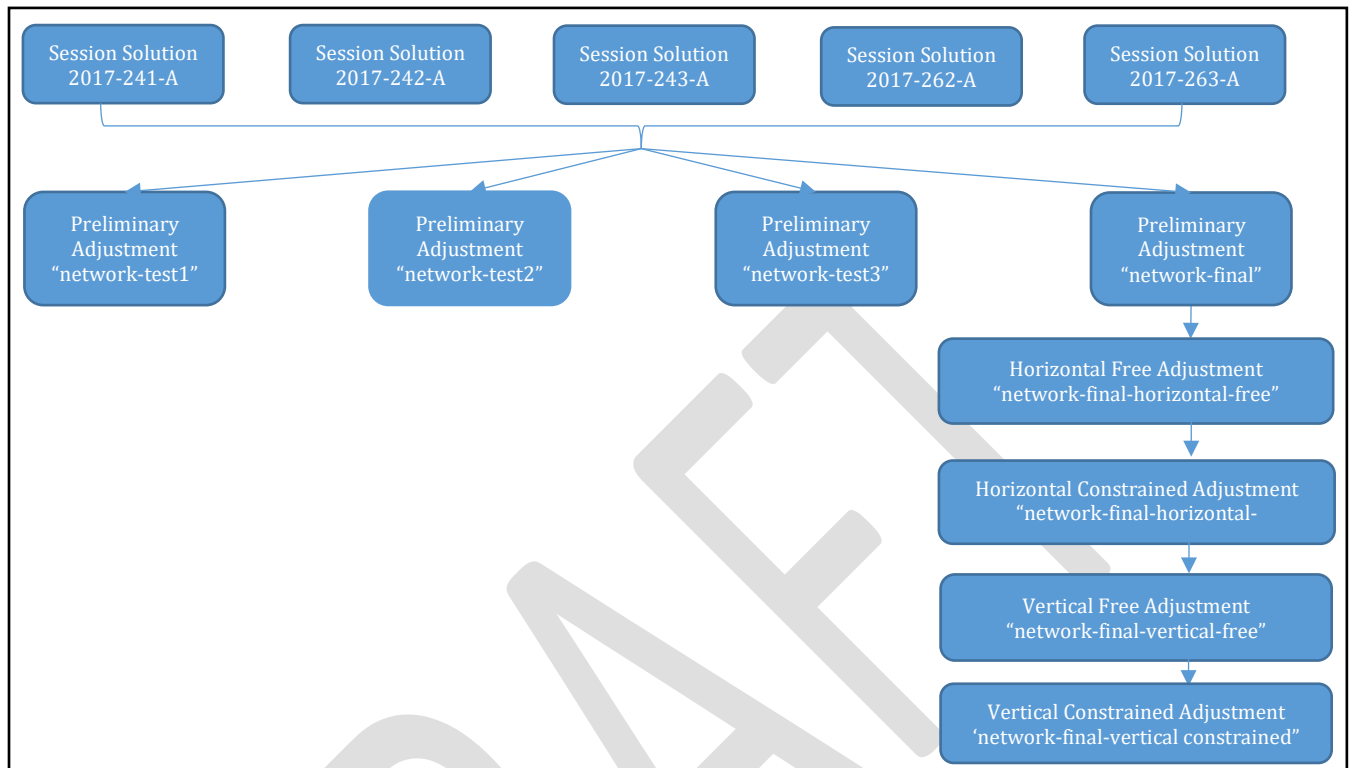 Session Solution
2017-241-A
Session Solution
2017-242-A
Session Solution
2017-243-A
Session Solution
2017-262-A
Session Solution
2017-263-A
Preliminary
Adjustment
“network-test1”
Preliminary
Adjustment
“network-test2”
Preliminary
Adjustment
“network-test3”
Preliminary
Adjustment
“network-final”
Horizontal Free Adjustment
“network-final-horizontal-free”
Horizontal Constrained Adjustment
“network-final-horizontal-
Vertical Free Adjustment
“network-final-vertical-free”
Vertical Constrained Adjustment
‘network-final-vertical constrained”
DRAFT